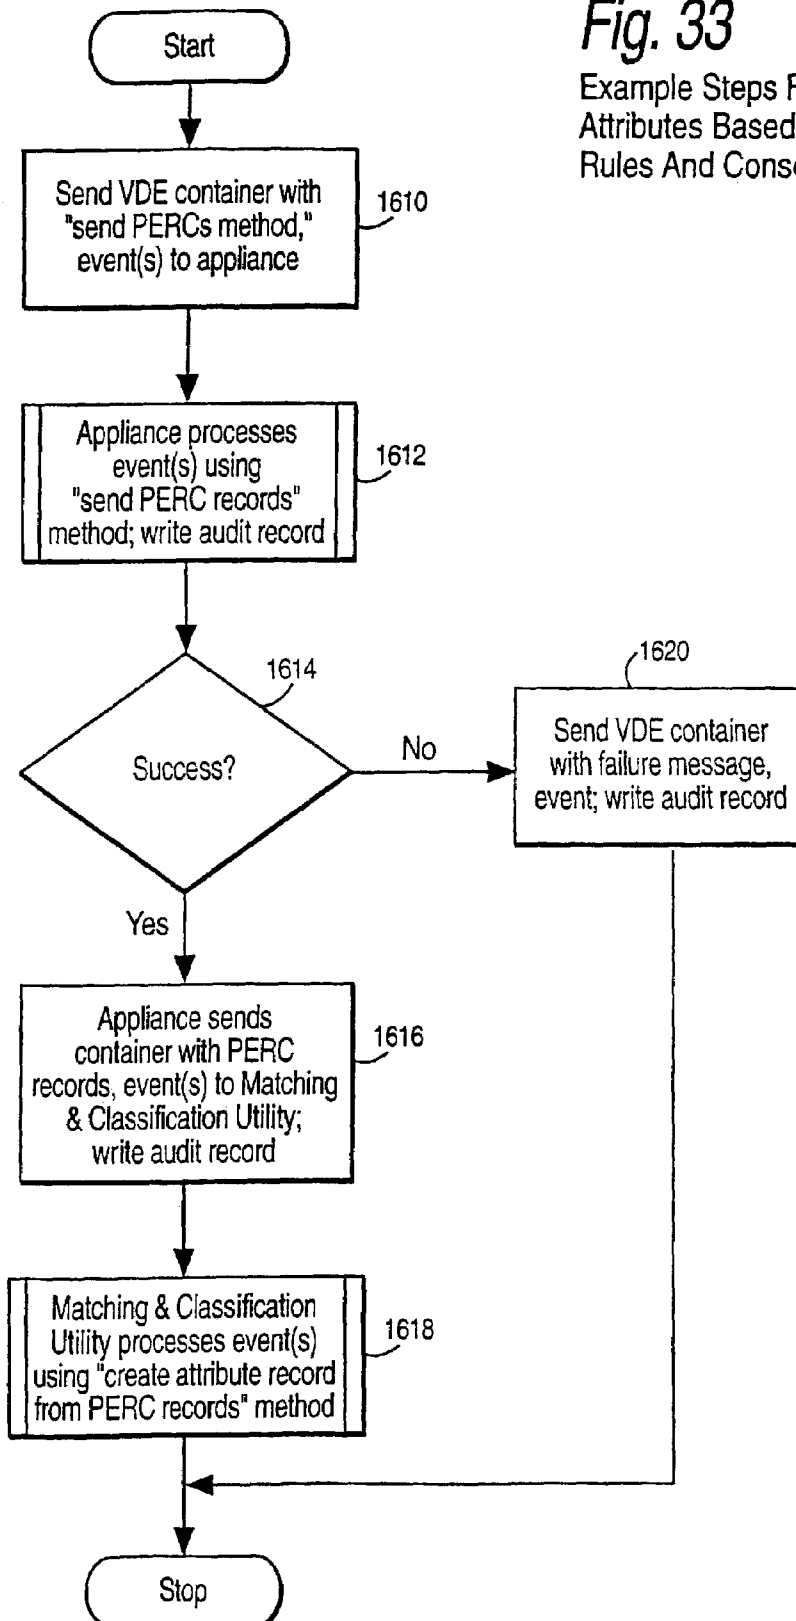 Fig. 33
Example Steps
Attributes Based
Rules And
Start
Send VDE container with
"send PERCs method,"
event(s) to appliance
1610
Appliance processes
event(s) using
"send PERC records"
method; write audit record
1612
1614
Success?
No
1620
Send VDE container
with failure message,
event; write audit record
Yes
Appliance sends
container with PERC
records, event(s) to Matching
& Classification Utility;
write audit record
1616
Matching & Classification
Utility processes event(s)
using "create attribute record
from PERC records" method
1618
Stop